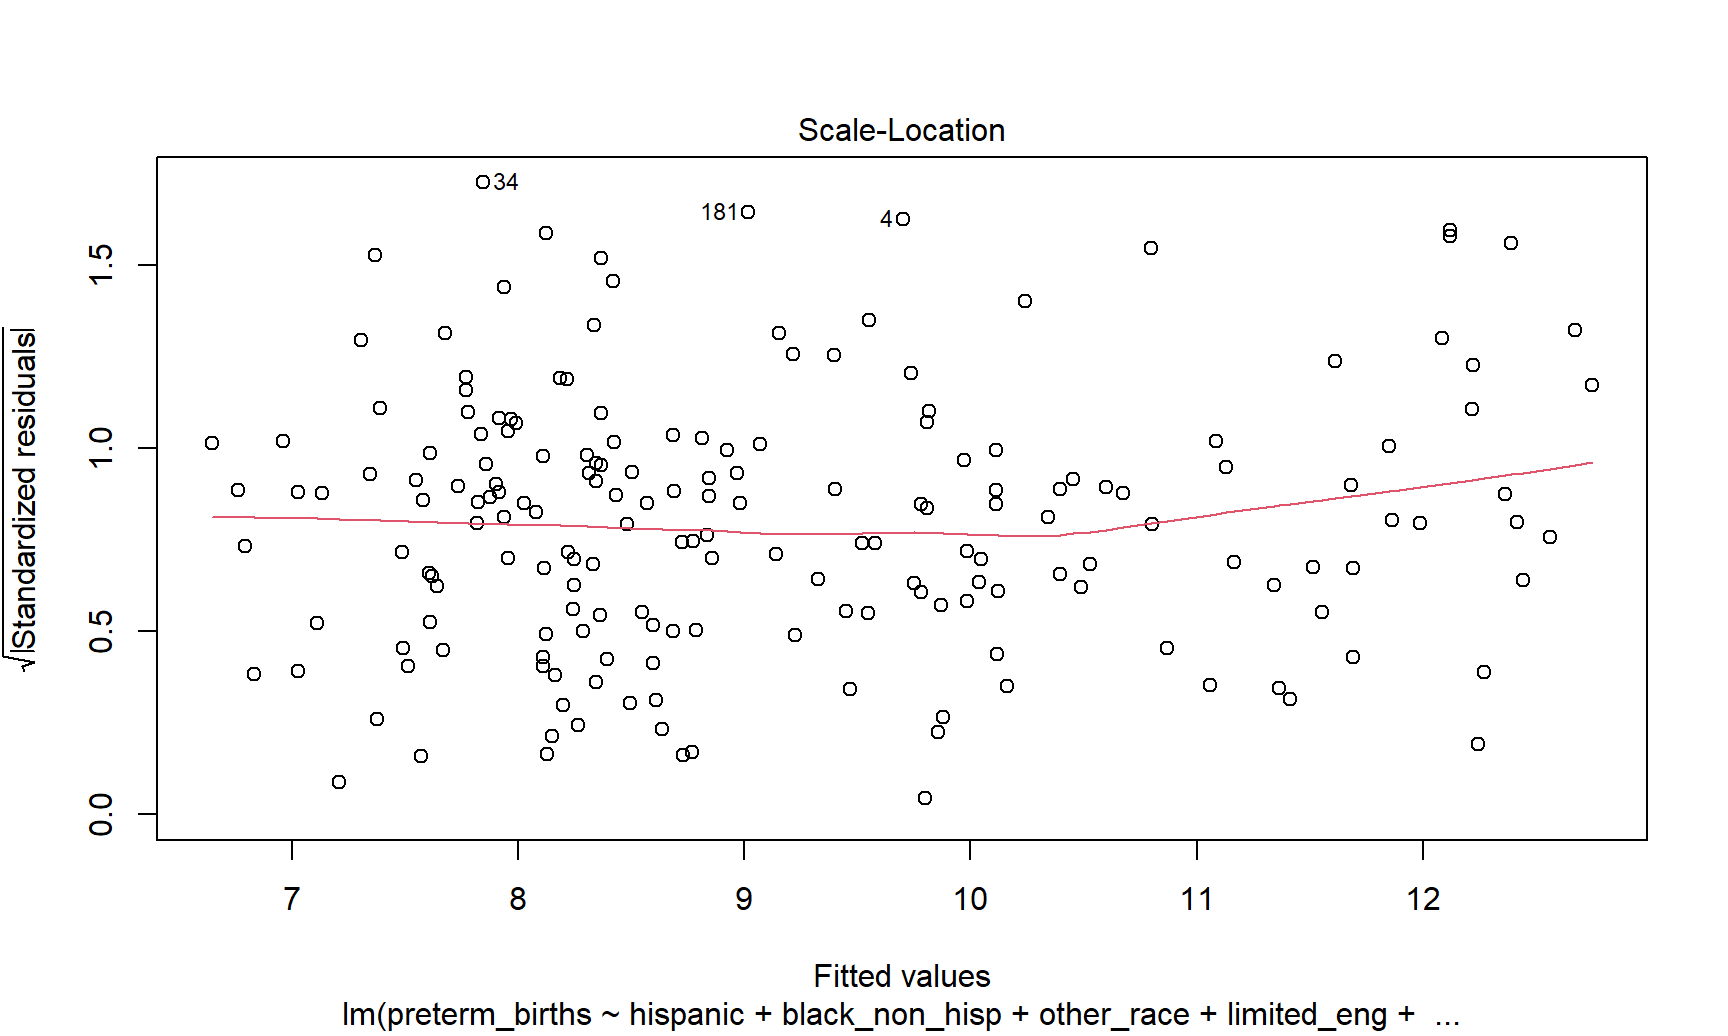 Scale-Location
√|Standardized residuals|
1.5
1.0
0.5
0.0
34
181
4
7 8 9 10 11 12
Fitted values
lm(preterm_births ~ hispanic + black_non_hisp + other_race + limited_eng + ...